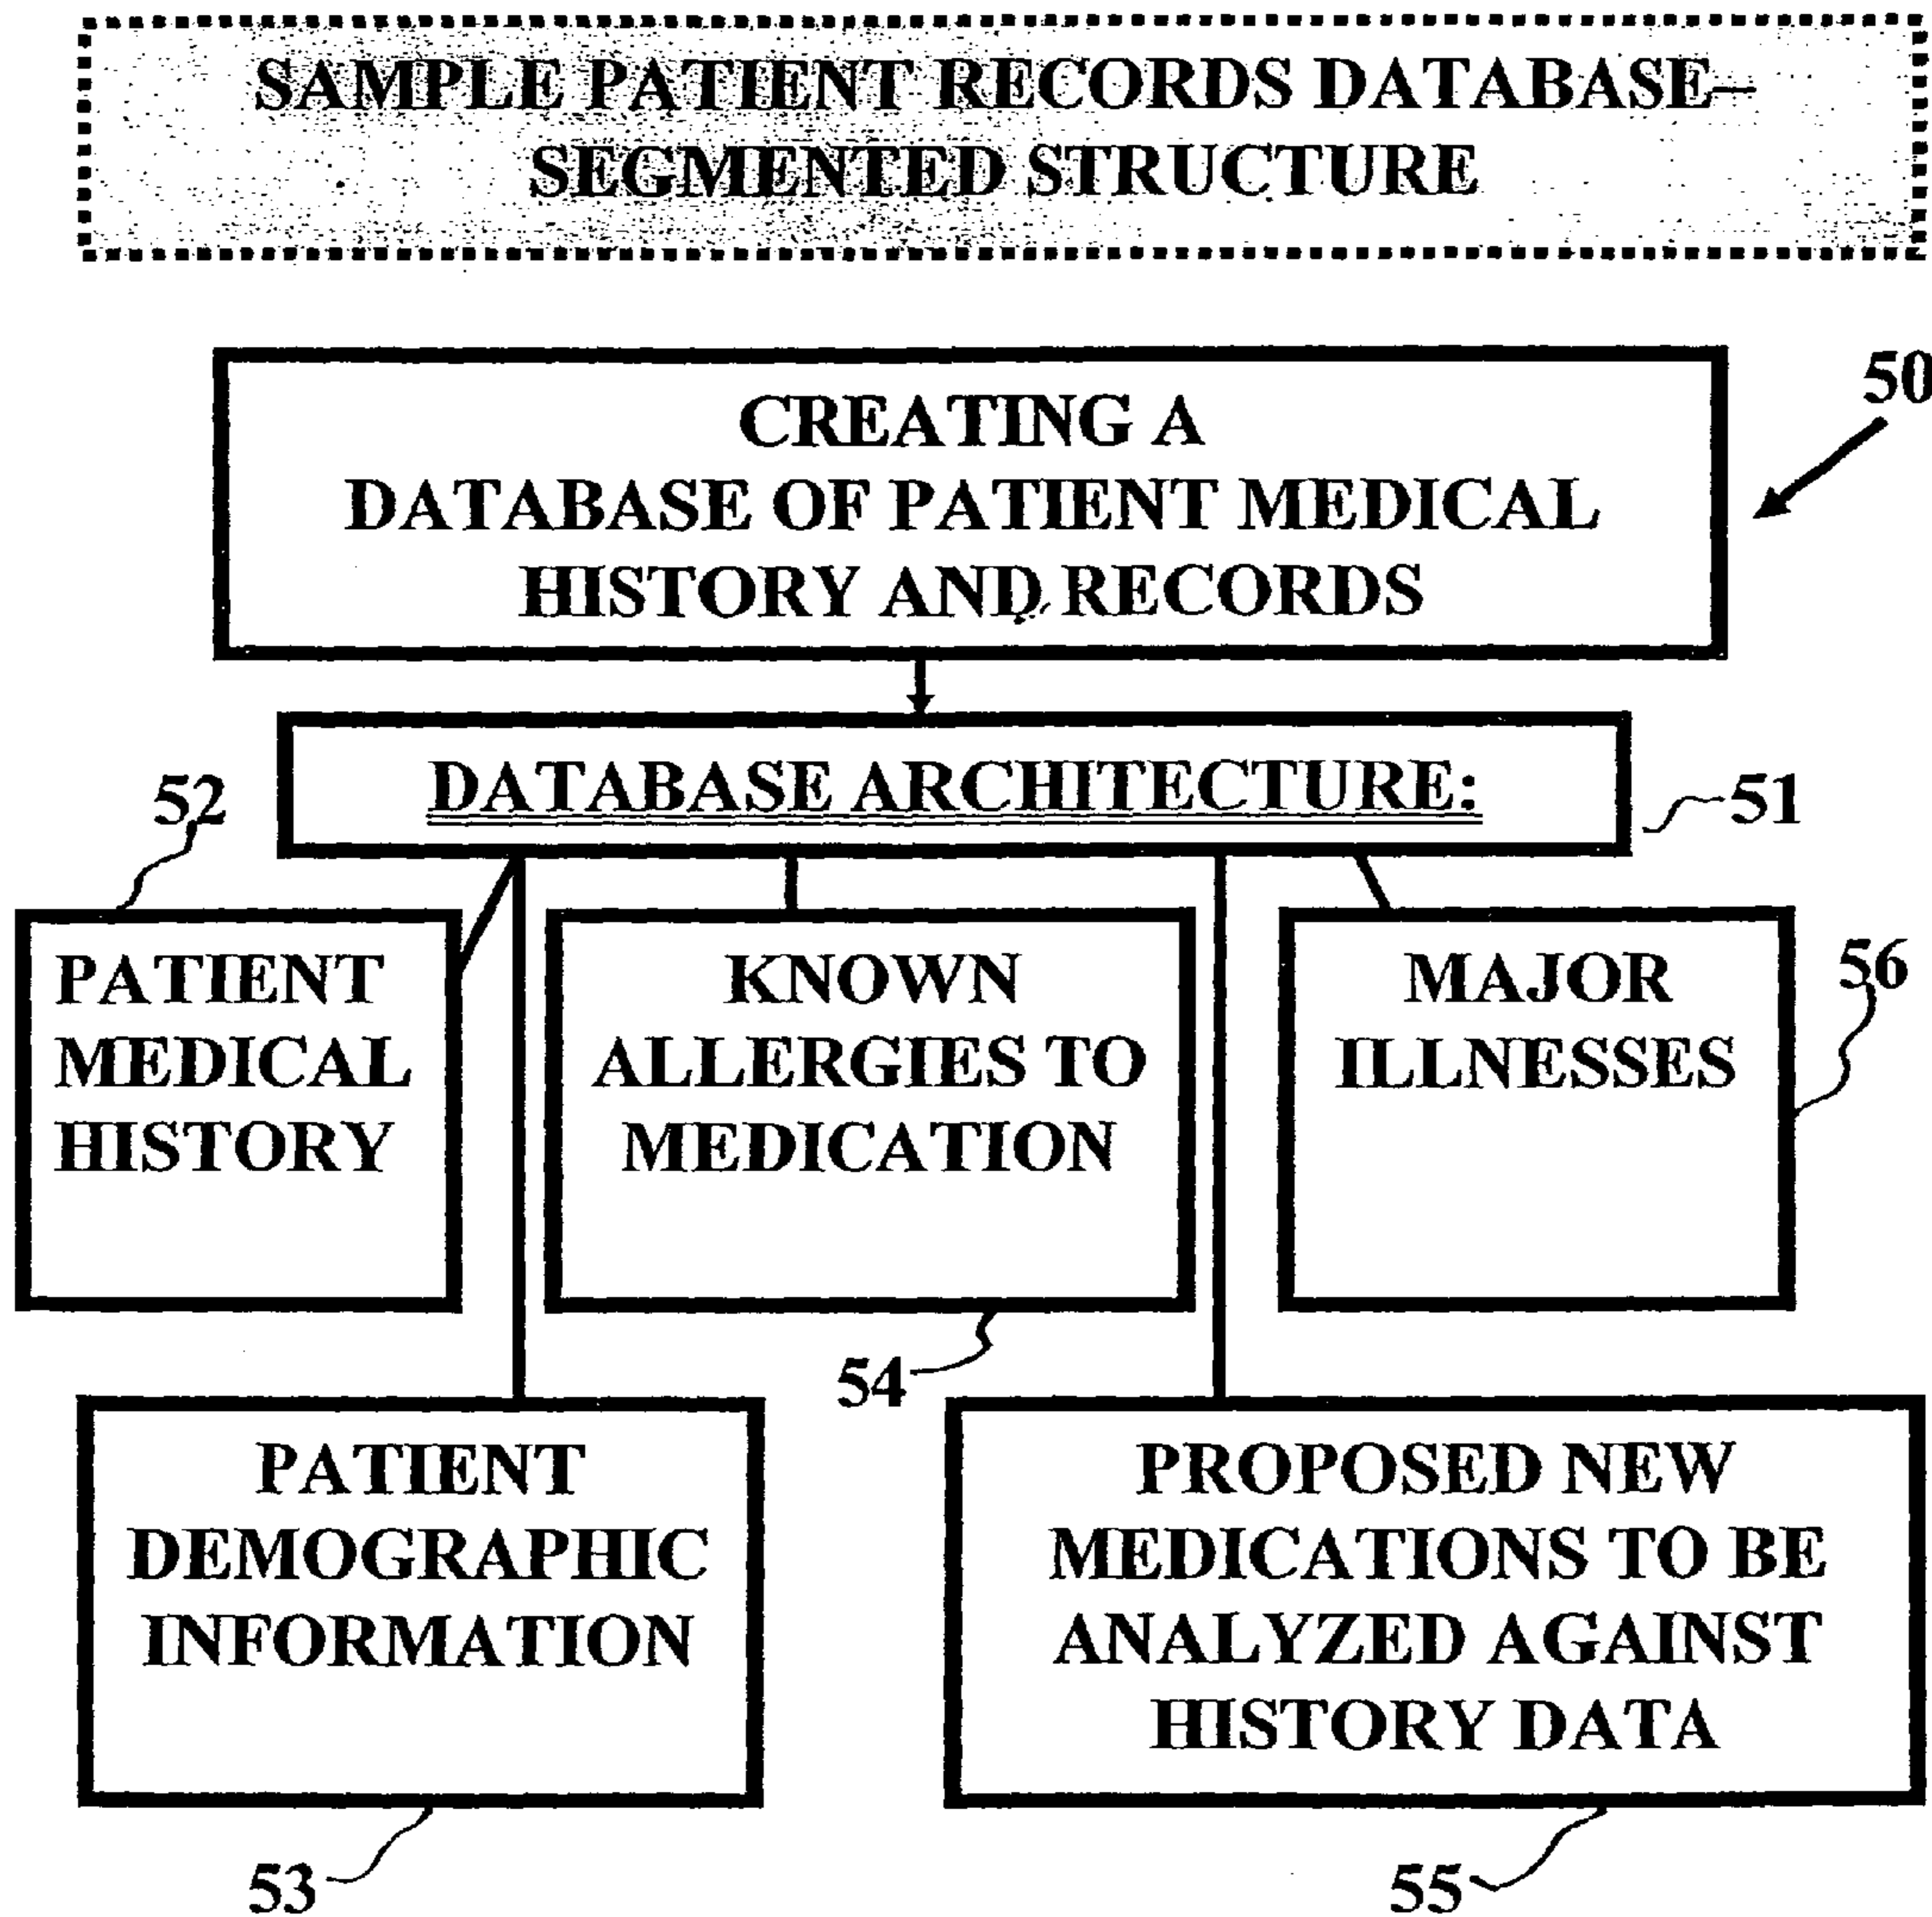 SAMPLE PATIENT RECORDS DATABASE–
SEGMENTED STRUCTURE
50
CREATING A
DATABASE OF PATIENT MEDICAL
HISTORY AND RECORDS
DATABASE ARCHITECTURE:
51
52
PATIENT
MEDICAL
HISTORY
KNOWN
ALLERGIES TO
MEDICATION
MAJOR
ILLNESSES
56
54
PATIENT
DEMOGRAPHIC
INFORMATION
PROPOSED NEW
MEDICATIONS TO BE
ANALYZED AGAINST
HISTORY DATA
53
55